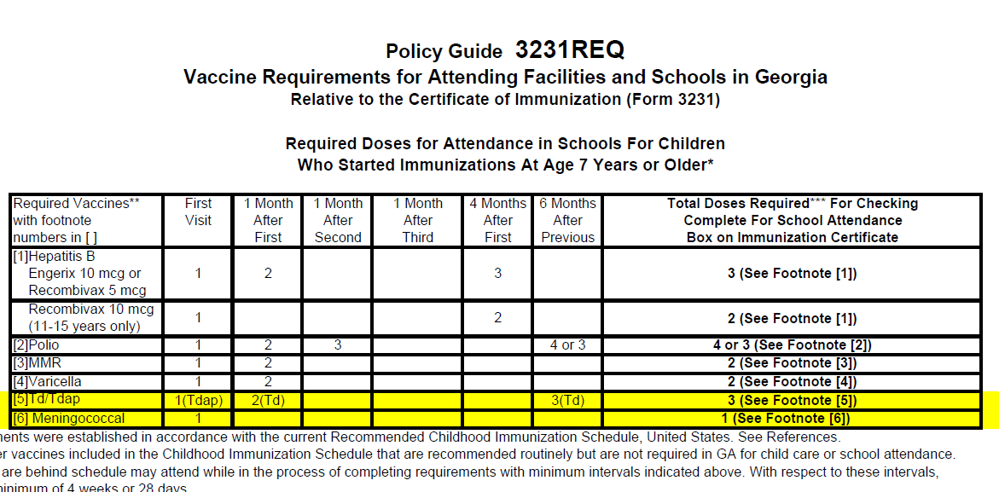 Policy Guide 3231REQ
Vaccine Requirements for Attending Facilities and Schools in Georgia
Relative to the Certificate of Immunization (Form 3231)
Required Doses for Attendance in Schools For Children
Who Started Immunizations At Age 7 Years or Older*
Required Vaccines** with footnote numbers in [ ] First Visit 1 Month After First 1 Month After Second 1 Month After Third 4 Months After First 6 Months After Previous Total Doses Required*** For Checking Complete For School Attendance Box on Immunization Certificate
[1]Hepatitis B
Engerix 10 mcg or
Recombivax 5 mcg 1 2 3 3 (See Footnote [1])
Recombivax 10 mcg
(11-15 years only) 1 2 2 (See Footnote [1])
[2]Polio 1 2 3 4 or 3 4 or 3 (See Footnote [2])
[3]MMR 1 2 2 (See Footnote [3])
[4]Varicella 1 2 2 (See Footnote [4])
[5]Td/Tdap 1(Tdap) 2(Td) 3(Td) 3 (See Footnote [5])
[6] Meningococcal 1 1 (See Footnote [6])
were established in accordance with the current Recommended Childhood Immunization Schedule, United States. See References.
vaccines included in the Childhood Immunization Schedule that are recommended routinely but are not required in GA for child care or school attendance.
are behind schedule may attend while in the process of completing requirements with minimum intervals indicated above. With respect to these intervals,
of 4 weeks or 28 days